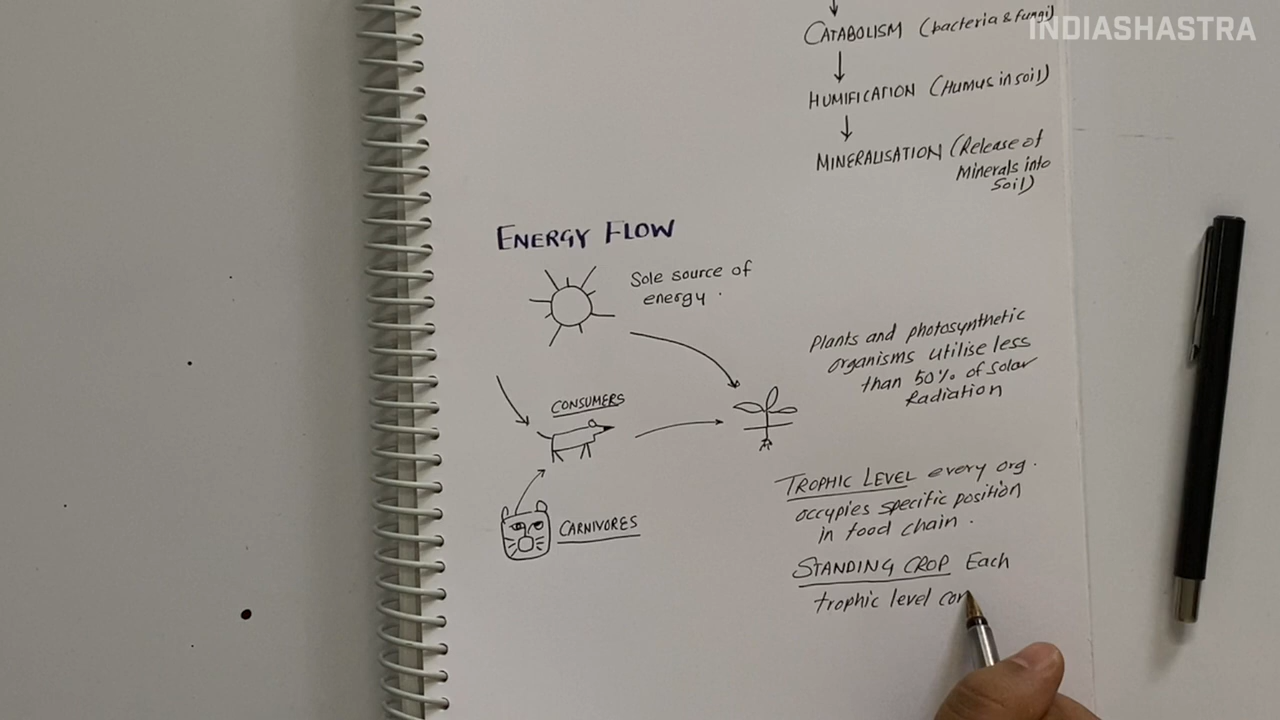 INDIASHASTRA
CATABOLISM (bacteria & fungi)
HUMIFICATION (Humus in soil)
MINERALISATION (Release of
Minerals into
Soil)
ENERGY FLOW
Sole source of
energy.
Plants and photosynthetic
organisms utilise less
than 50% of solar
Radiation
CONSUMERS
CARNIVORES
TROPHIC LEVEL every org.
occupies specific position
in food chain.
STANDING CROP Each
trophic level con